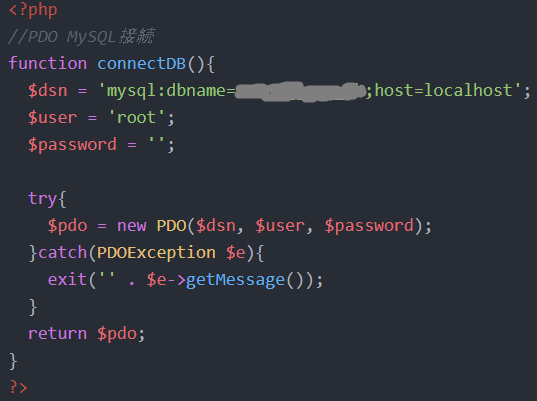 <?php
//PDO MySQL接続
function connectDB(){
$dsn = 'mysql:dbname= ;host=localhost';
$user = 'root';
$password = '';
try{
$pdo = new PDO($dsn, $user, $password);
}catch(PDOException $e){
exit('' . $e->getMessage());
}
return $pdo;
}
?>